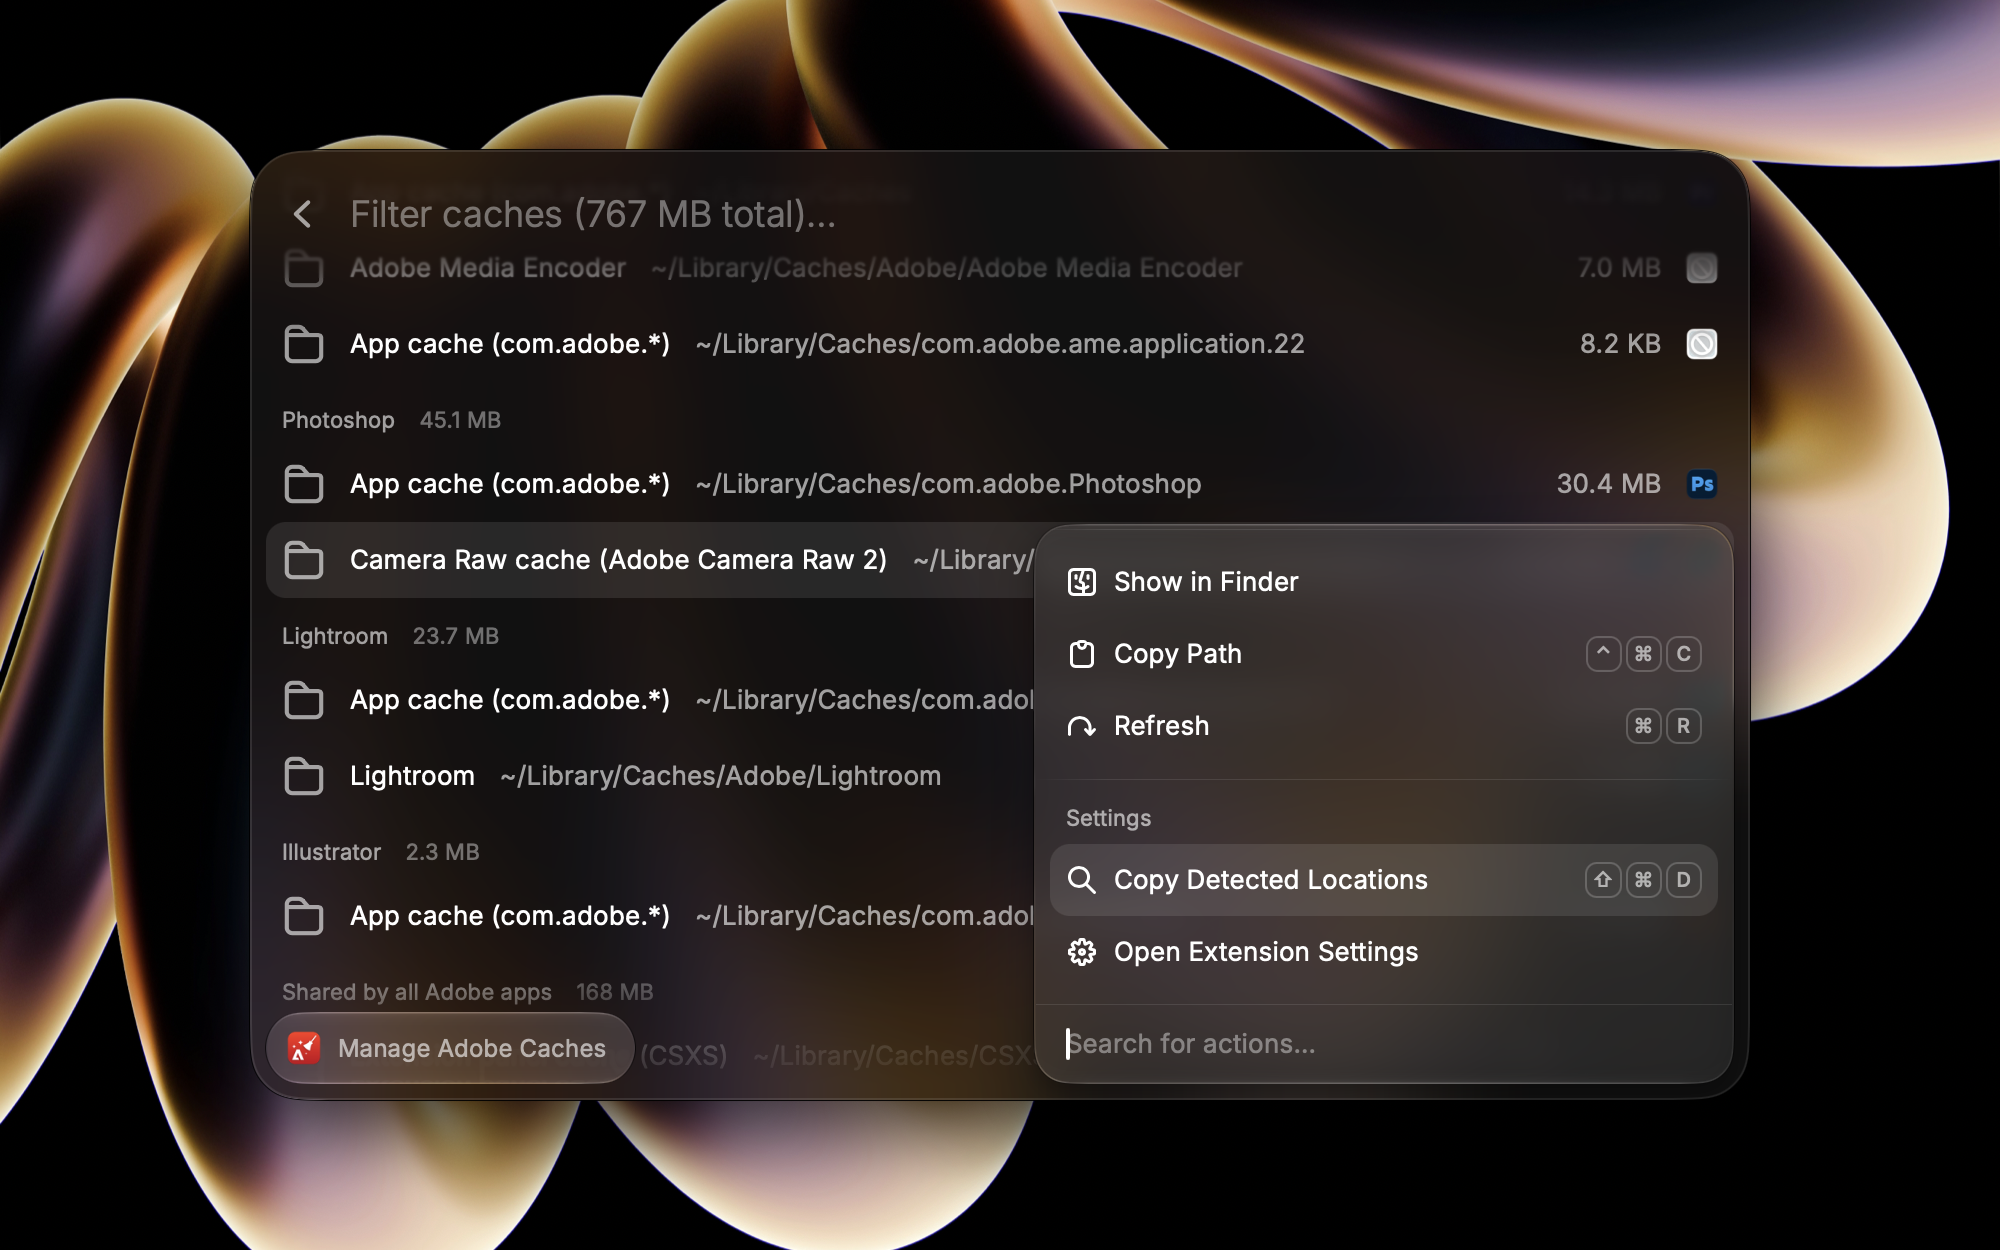 Filter caches (767 MB total)...
Adobe Media Encoder ~/Library/Caches/Adobe/Adobe Media Encoder 7.0 MB
App cache (com.adobe.*) ~/Library/Caches/com.adobe.ame.application.22 8.2 KB
Photoshop 45.1 MB
App cache (com.adobe.*) ~/Library/Caches/com.adobe.Photoshop 30.4 MB Ps
Camera Raw cache (Adobe Camera Raw 2) ~/Library/
Show in Finder
Copy Path ^ ⌘ C
Refresh ⌘ R
Settings
Copy Detected Locations ⇧ ⌘ D
Open Extension Settings
Search for actions...
Lightroom 23.7 MB
App cache (com.adobe.*) ~/Library/Caches/com.adol
Lightroom ~/Library/Caches/Adobe/Lightroom
Illustrator 2.3 MB
App cache (com.adobe.*) ~/Library/Caches/com.adol
Shared by all Adobe apps 168 MB
(CSXS) ~/Library/Caches/CSX
Manage Adobe Caches